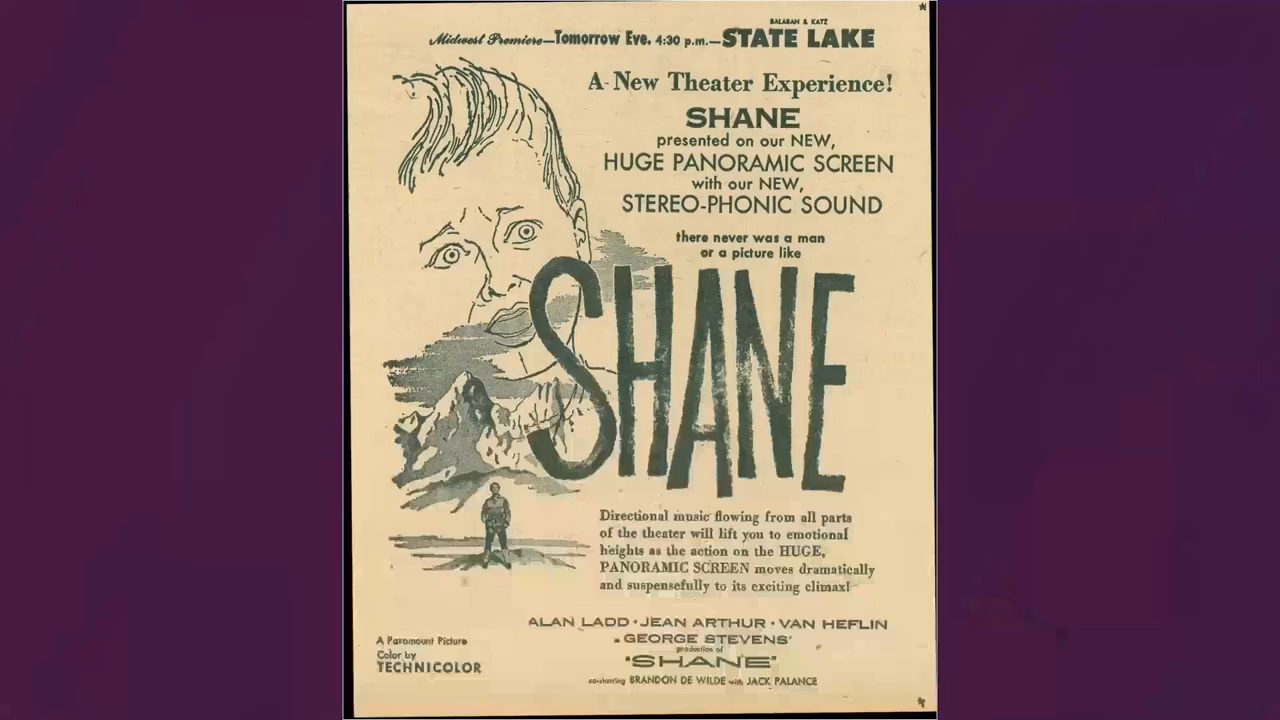 BALABAN & KATZ
Midwest Premiere—Tomorrow Eve. 4:30 p.m.—STATE LAKE
A New Theater Experience!
SHANE
presented on our NEW,
HUGE PANORAMIC SCREEN
with our NEW,
STEREO-PHONIC SOUND
there never was a man
or a picture like
SHANE
Directional music flowing from all parts
of the theater will lift you to emotional
heights as the action on the HUGE,
PANORAMIC SCREEN moves dramatically
and suspensefully to its exciting climax!
ALAN LADD · JEAN ARTHUR · VAN HEFLIN
in GEORGE STEVENS'
production of
"SHANE"
co-starring BRANDON DE WILDE with JACK PALANCE
A Paramount Picture
Color by
TECHNICOLOR